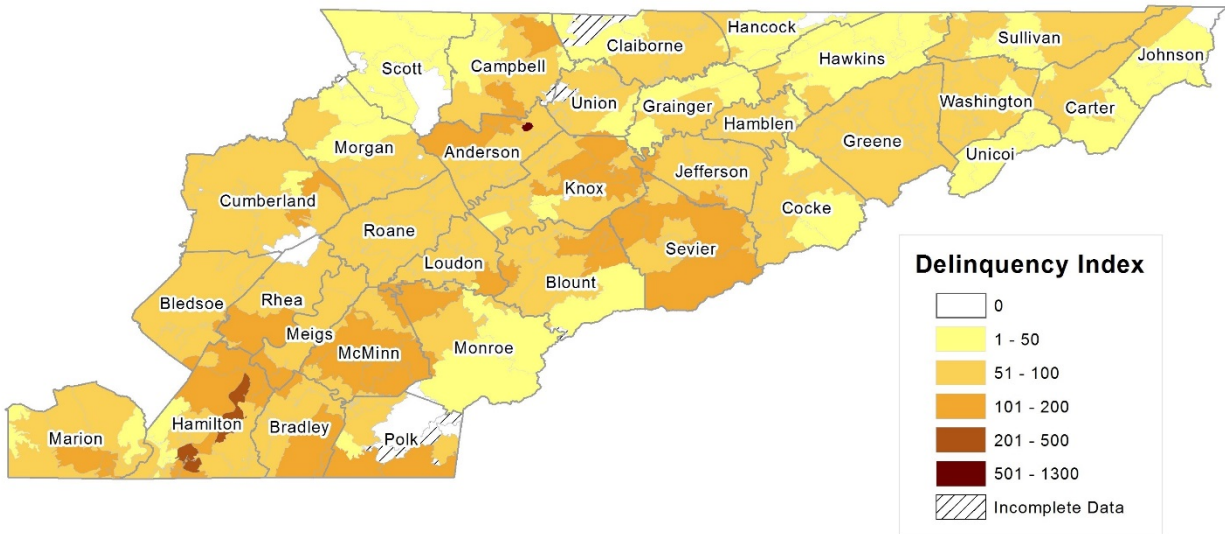 Hancock
Sullivan
Claiborne
Johnson
Scott
Campbell
Hawkins
Union
Grainger
Washington
Carter
Hamblen
Morgan
Anderson
Greene
Unicoi
Jefferson
Knox
Cumberland
Cocke
Roane
Sevier
Loudon
Blount
Bledsoe
Rhea
Meigs
McMinn
Monroe
Hamilton
Bradley
Marion
Polk
Delinquency Index
0
1 - 50
51 - 100
101 - 200
201 - 500
501 - 1300
Incomplete Data